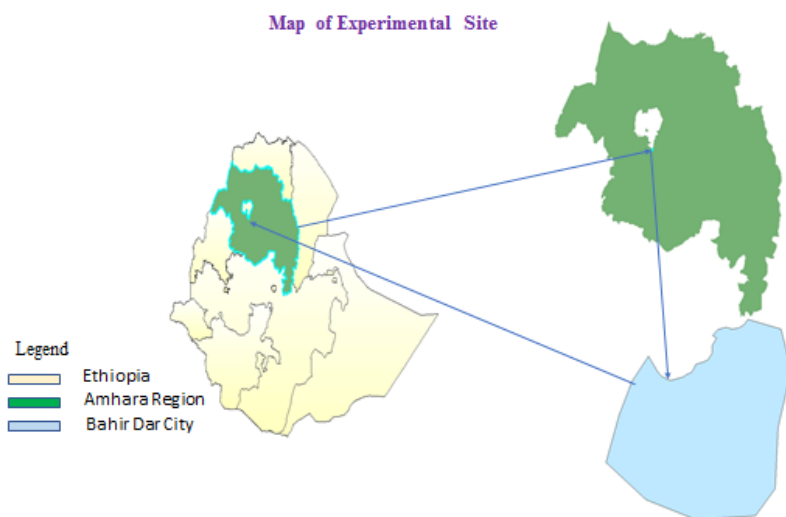 Map of Experimental Site
Legend
Ethiopia
Amhara Region
Bahir Dar City